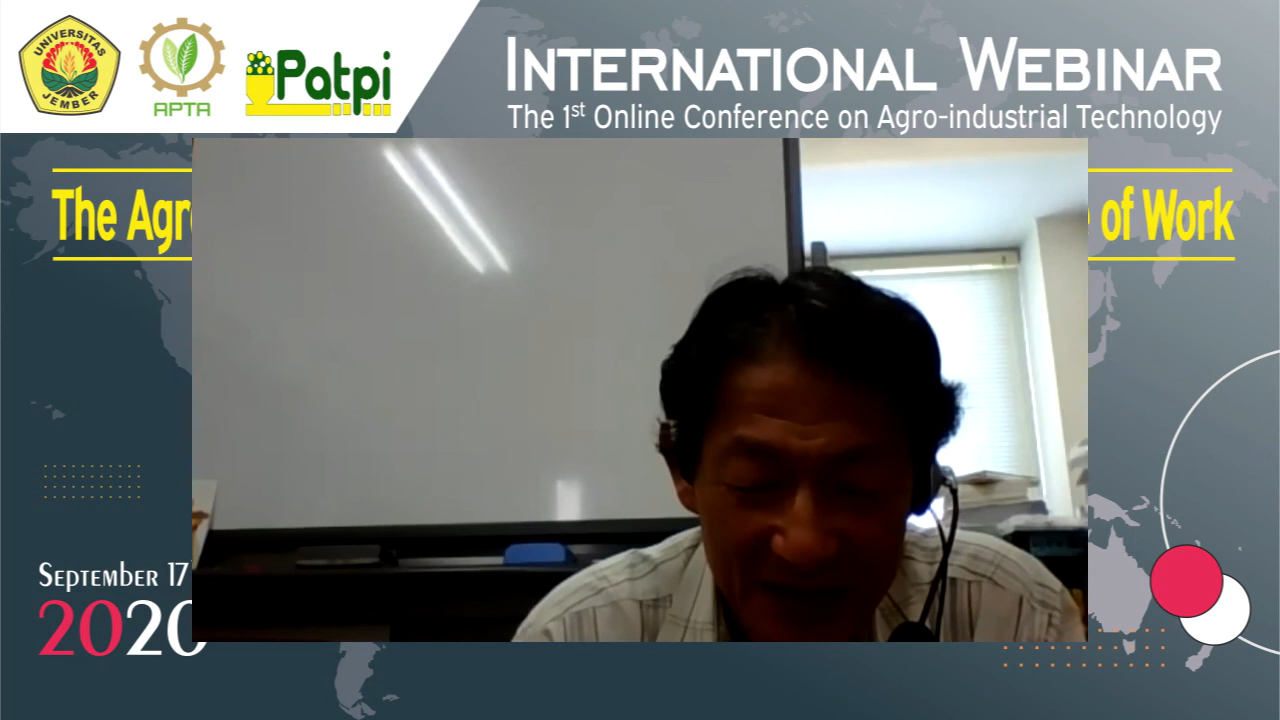 UNIVERSITAS
JEMBER
APTA
Patpi
INTERNATIONAL WEBINAR
The 1st Online Conference on Agro-industrial Technology
The Agr
of Work
SEPTEMBER 17
2020